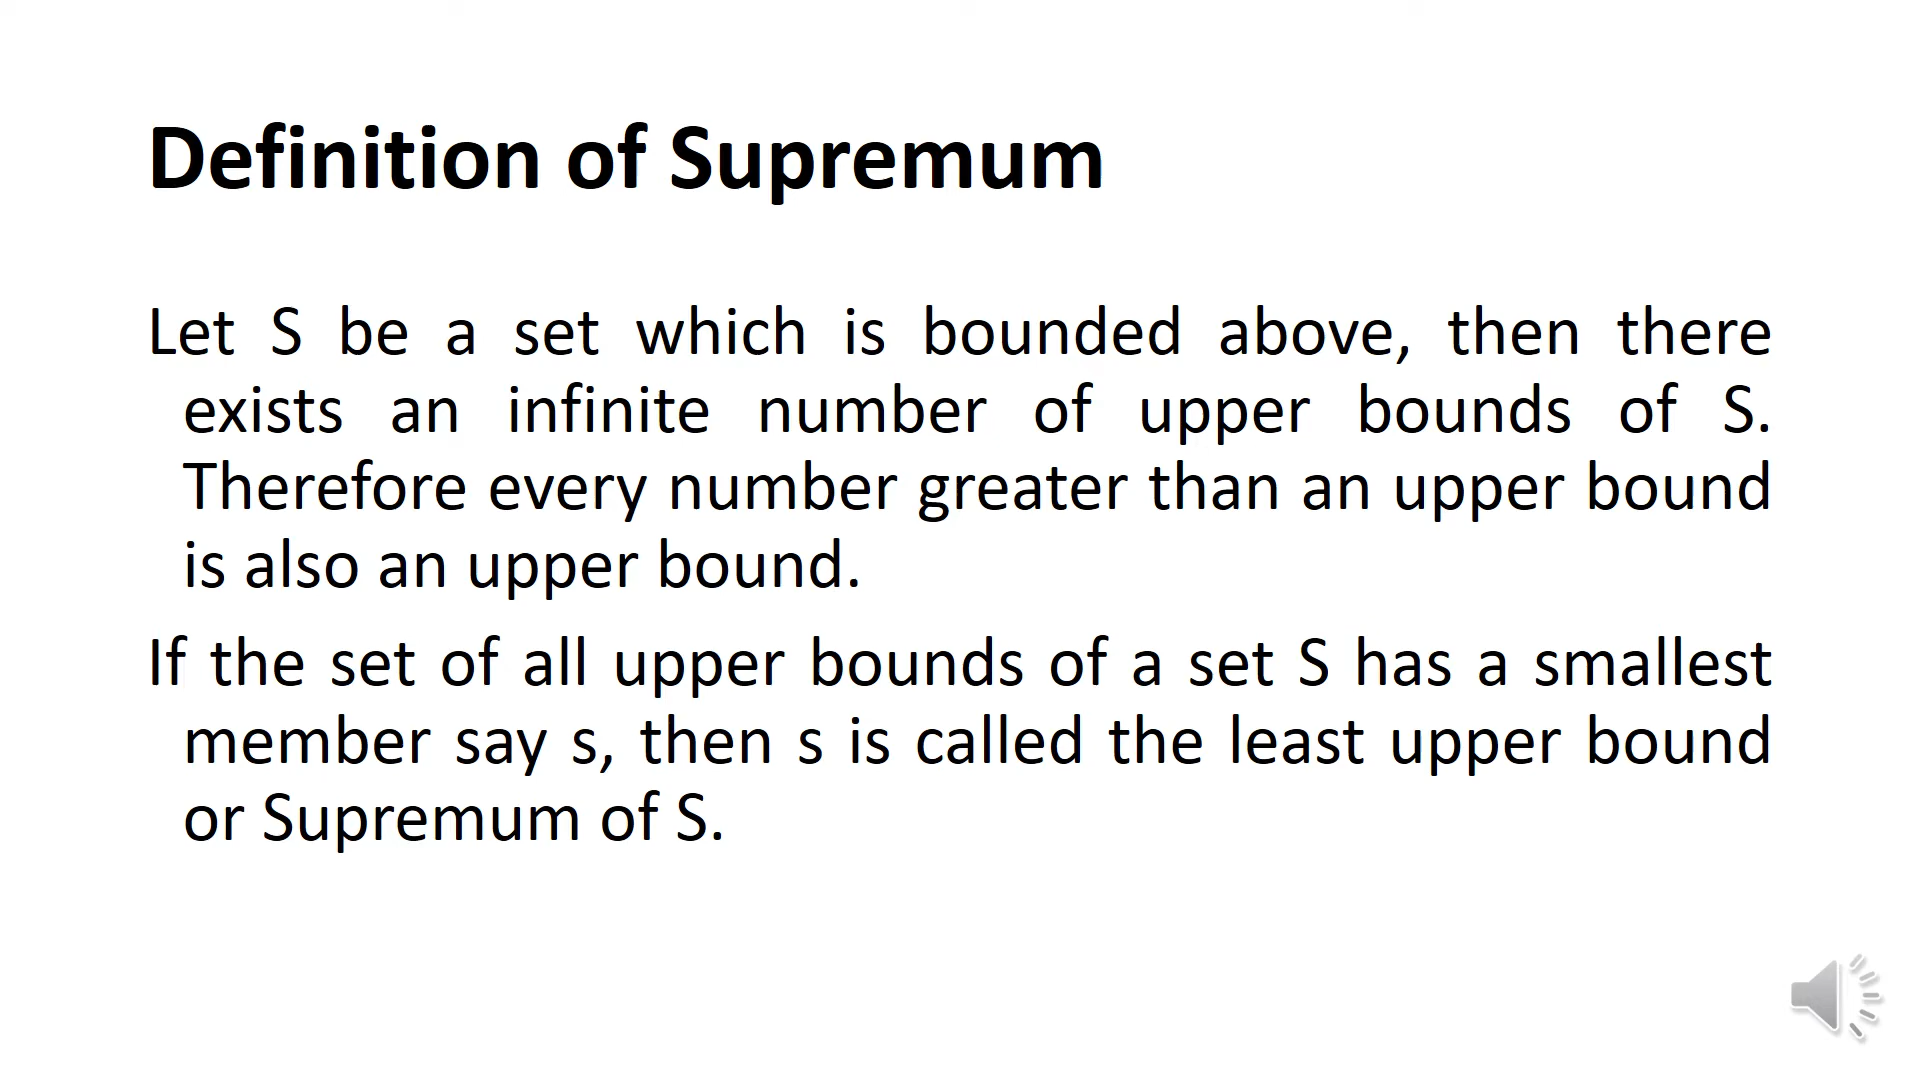 Definition of Supremum
Let S be a set which is bounded above, then there
exists an infinite number of upper bounds of S.
Therefore every number greater than an upper bound
is also an upper bound.
If the set of all upper bounds of a set S has a smallest
member say s, then s is called the least upper bound
or Supremum of S.